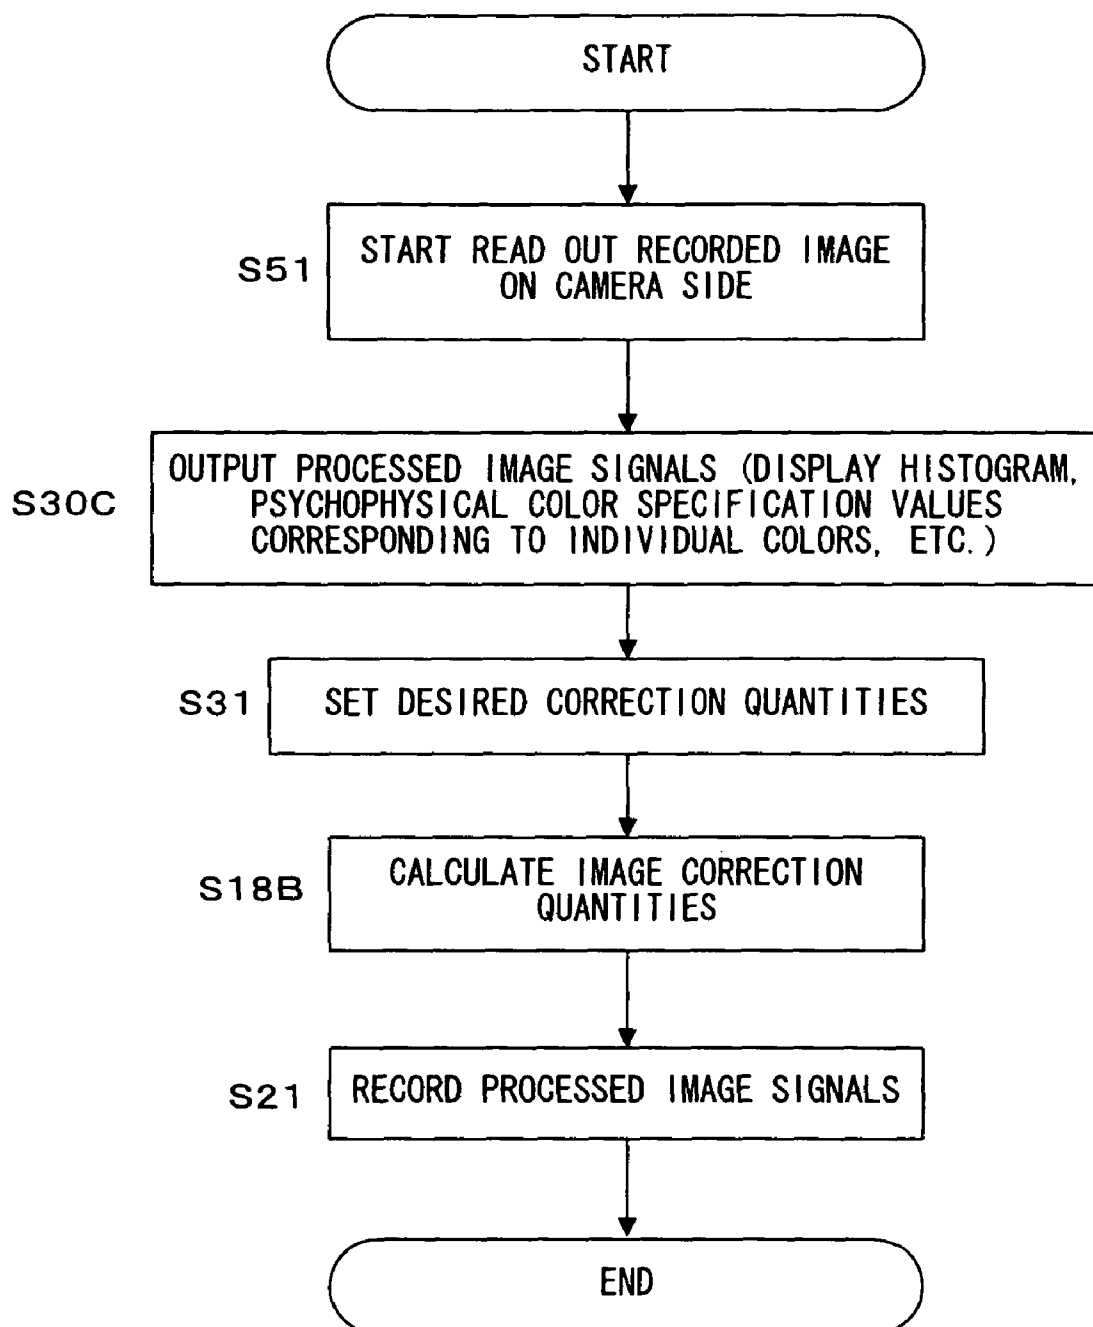 START
S51
START READ OUT RECORDED IMAGE
ON CAMERA SIDE
S30C
OUTPUT PROCESSED IMAGE SIGNALS (DISPLAY HISTOGRAM,
PSYCHOPHYSICAL COLOR SPECIFICATION VALUES
CORRESPONDING TO INDIVIDUAL COLORS, ETC.)
S31
SET DESIRED CORRECTION QUANTITIES
S18B
CALCULATE IMAGE CORRECTION
QUANTITIES
S21
RECORD PROCESSED IMAGE SIGNALS
END